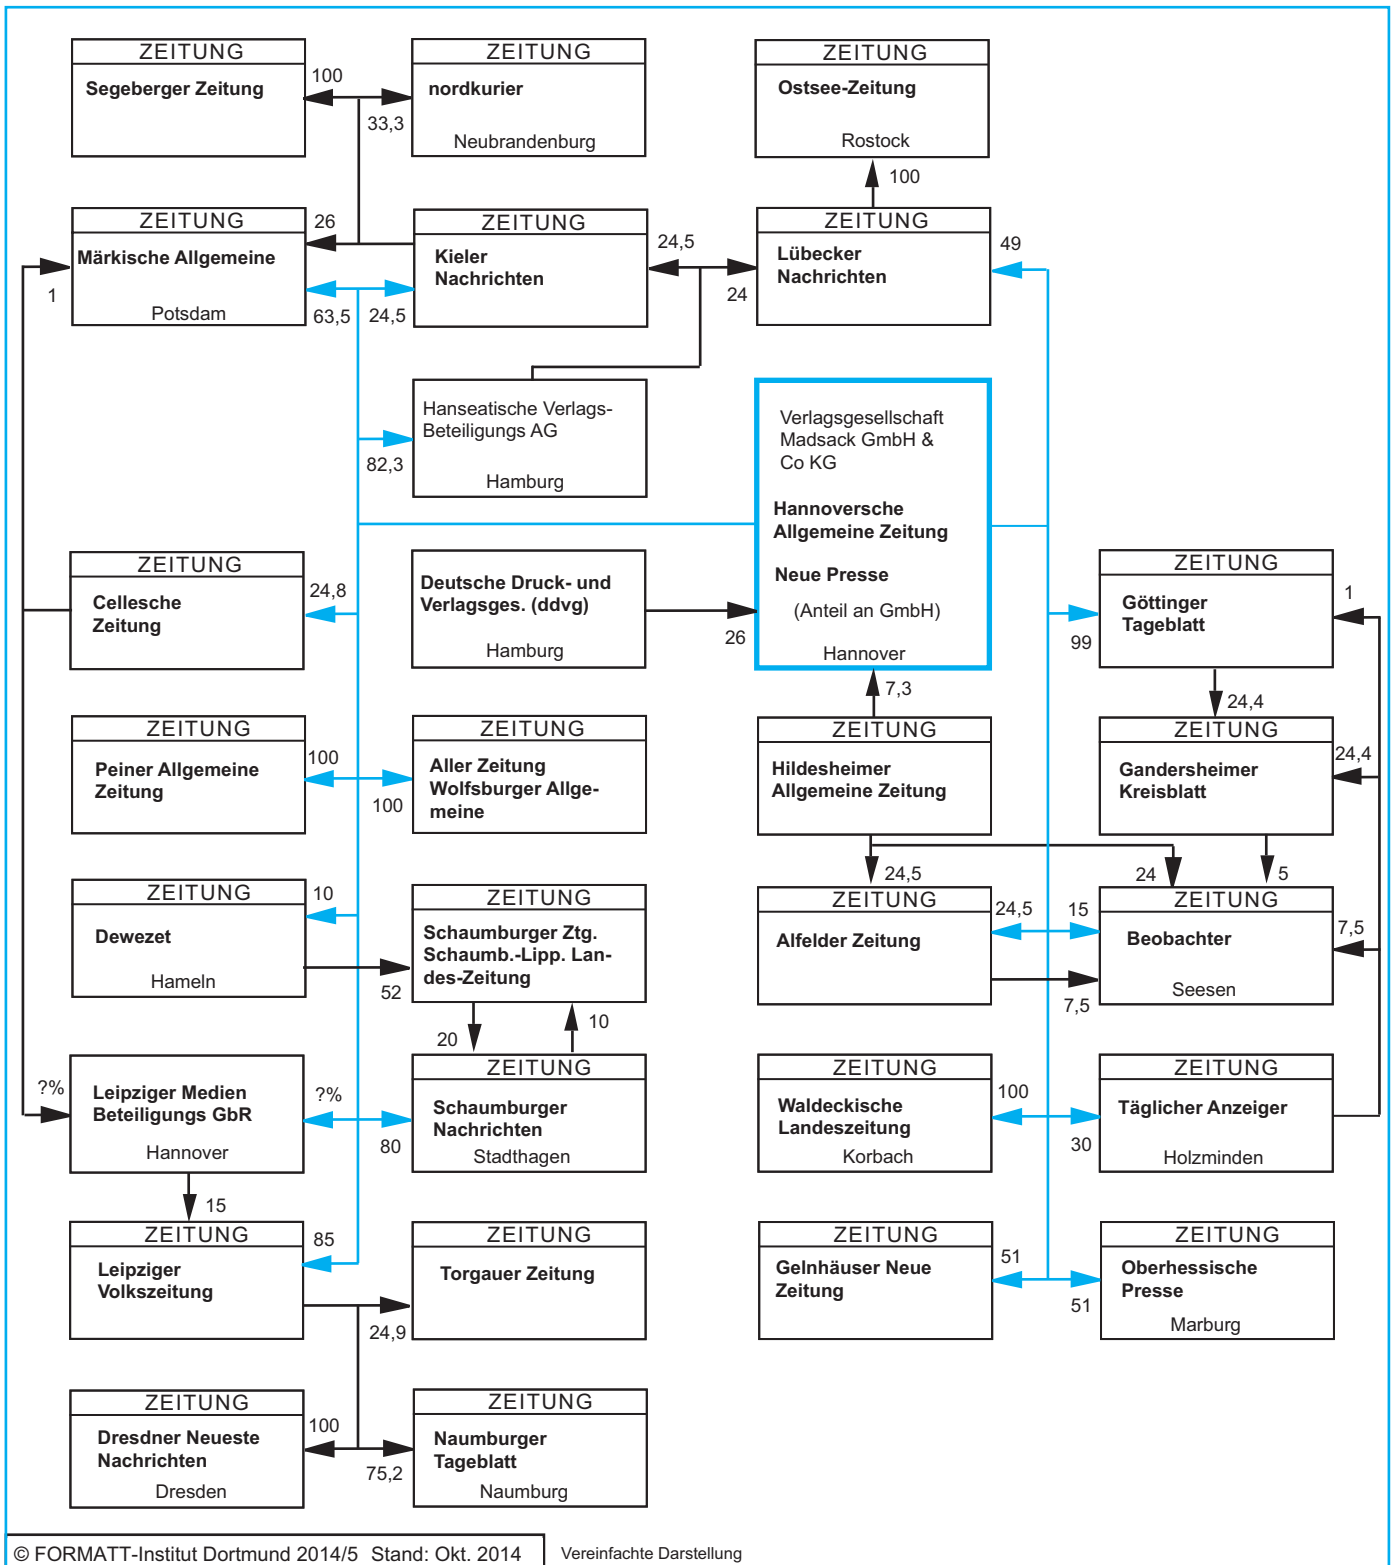 ZEITUNG
Segeberger Zeitung
100
33,3
ZEITUNG
nordkurier
Neubrandenburg
ZEITUNG
Ostsee-Zeitung
Rostock
100
ZEITUNG
Märkische Allgemeine
Potsdam
26
1
63,5
24,5
ZEITUNG
Kieler
Nachrichten
24,5
24
ZEITUNG
Lübecker
Nachrichten
49
Hanseatische Verlags-
Beteiligungs AG
Hamburg
82,3
Verlagsgesellschaft
Madsack GmbH &
Co KG
Hannoversche
Allgemeine Zeitung
Neue Presse
(Anteil an GmbH)
Hannover
ZEITUNG
Cellesche
Zeitung
24,8
Deutsche Druck- und
Verlagsges. (ddvg)
Hamburg
26
ZEITUNG
Göttinger
Tageblatt
1
99
7,3
24,4
ZEITUNG
Peiner Allgemeine
Zeitung
100
100
ZEITUNG
Aller Zeitung
Wolfsburger Allge-
meine
ZEITUNG
Hildesheimer
Allgemeine Zeitung
ZEITUNG
Gandersheimer
Kreisblatt
24,4
24,5
24
5
ZEITUNG
Dewezet
Hameln
10
52
ZEITUNG
Schaumburger Ztg.
Schaumb.-Lipp. Lan-
des-Zeitung
20
10
ZEITUNG
Alfelder Zeitung
24,5
15
7,5
ZEITUNG
Beobachter
Seesen
7,5
?%
Leipziger Medien
Beteiligungs GbR
Hannover
?%
80
ZEITUNG
Schaumburger
Nachrichten
Stadthagen
ZEITUNG
Waldeckische
Landeszeitung
Korbach
100
30
ZEITUNG
Täglicher Anzeiger
Holzminden
15
ZEITUNG
Leipziger
Volkszeitung
85
24,9
ZEITUNG
Torgauer Zeitung
ZEITUNG
Gelnhäuser Neue
Zeitung
51
51
ZEITUNG
Oberhessische
Presse
Marburg
ZEITUNG
Dresdner Neueste
Nachrichten
Dresden
100
75,2
ZEITUNG
Naumburger
Tageblatt
Naumburg
© FORMATT-Institut Dortmund 2014/5 Stand: Okt. 2014
Vereinfachte Darstellung